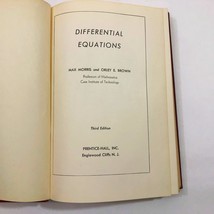 DIFFERENTIAL
EQUATIONS
MAX MORRIS and ORLEY E. BROWN
Professors of Mathematics
Case Institute of Technology
Third Edition
PRENTICE-HALL, INC.
Englewood Cliffs, N. J.